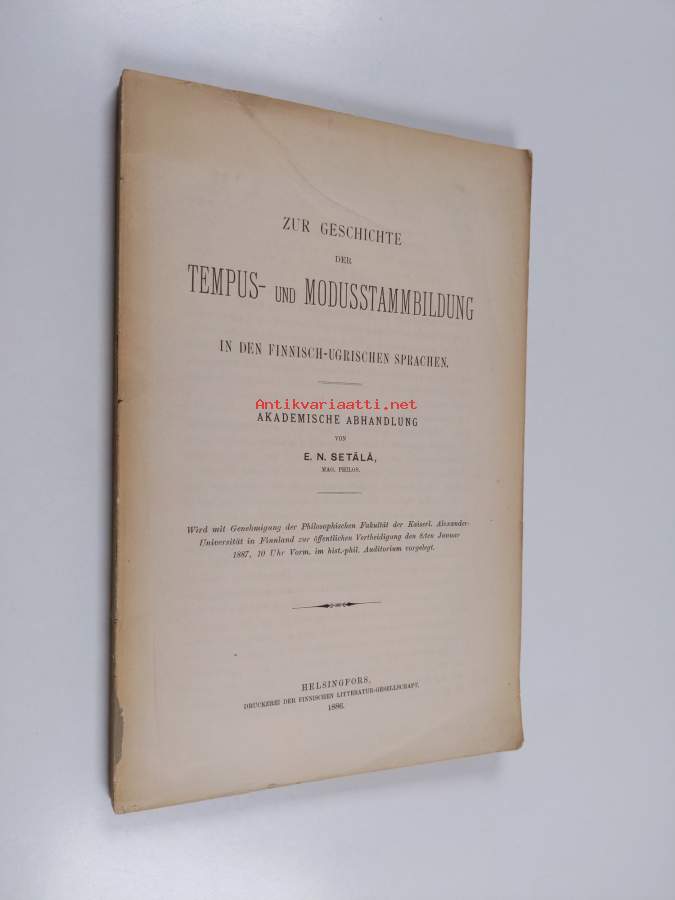 ZUR GESCHICHTE
DER
TEMPUS- UND MODUSSTAMMBILDUNG
IN DEN FINNISCH-UGRISCHEN SPRACHEN.
Antikvariaatti.net
AKADEMISCHE ABHANDLUNG
VON
E. N. SETÄLÄ,
MAG. PHILOS.
Wird mit Genehmigung der Philosophischen Fakultät der Kaiserl. Alexander-
Universität in Finnland zur öffentlichen Vertheidigung den 8:ten Januar
1887, 10 Uhr Vorm. im hist.-phil. Auditorium vorgelegt.
HELSINGFORS,
DRUCKEREI DER FINNISCHEN LITTERATUR-GESELLSCHAFT,
1886.